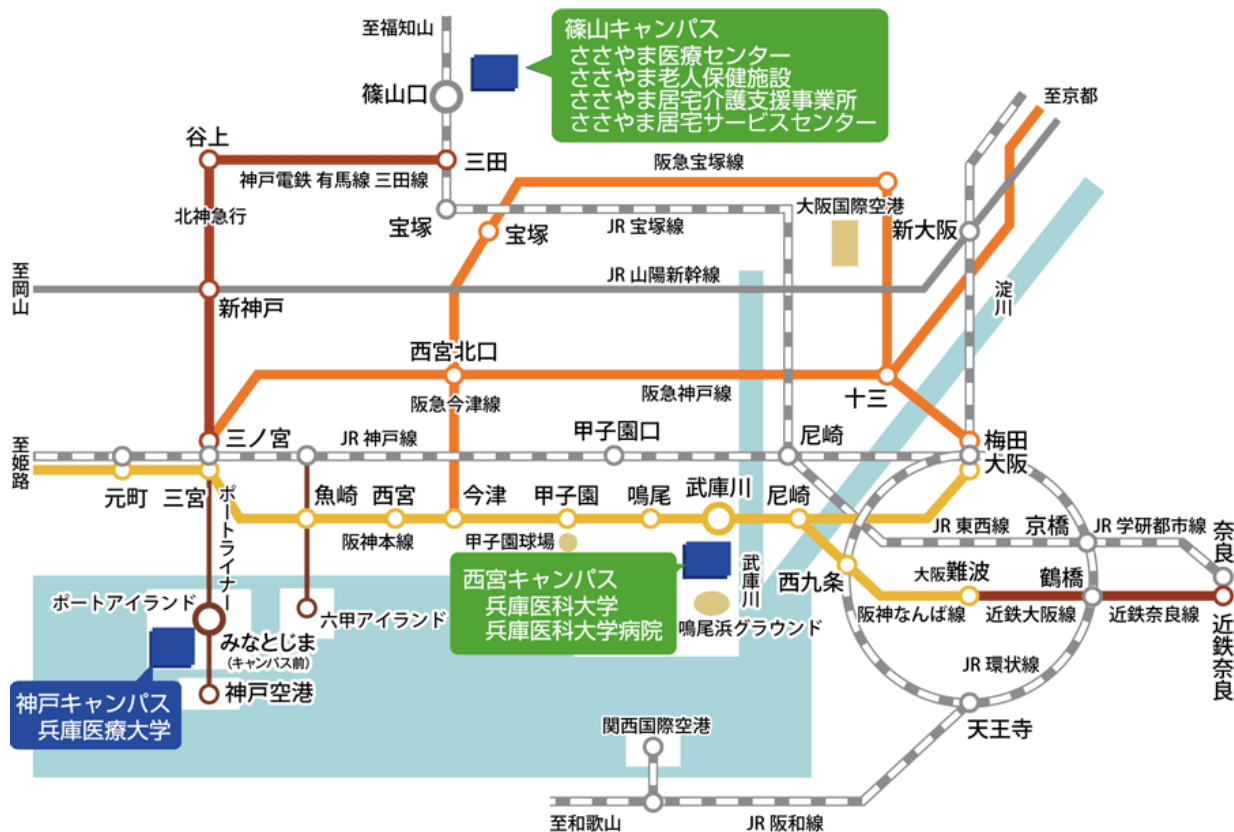 至福知山
篠山キャンパス
ささやま医療センター
ささやま老人保健施設
ささやま居宅介護支援事業所
ささやま居宅サービスセンター
篠山口
至京都
谷上
三田
神戸電鉄 有馬線 三田線
阪急宝塚線
北神急行
宝塚
宝塚
JR 宝塚線
大阪国際空港
新大阪
至岡山
JR 山陽新幹線
新神戸
淀川
西宮北口
阪急今津線
阪急神戸線
十三
至姫路
三ノ宮
JR 神戸線
甲子園口
尼崎
梅田
大阪
元町
三宮
ポートライナー
魚崎
西宮
今津
甲子園
鳴尾
武庫川
尼崎
阪神本線
甲子園球場
JR 東西線
京橋
JR 学研都市線
奈良
西宮キャンパス
兵庫医科大学
兵庫医科大学病院
武庫川
鳴尾浜グラウンド
西九条
大阪難波
鶴橋
阪神なんば線
近鉄大阪線
近鉄奈良線
近鉄奈良
ポートアイランド
六甲アイランド
みなとじま
(キャンパス前)
神戸キャンパス
兵庫医療大学
神戸空港
JR 環状線
天王寺
関西国際空港
至和歌山
JR 阪和線